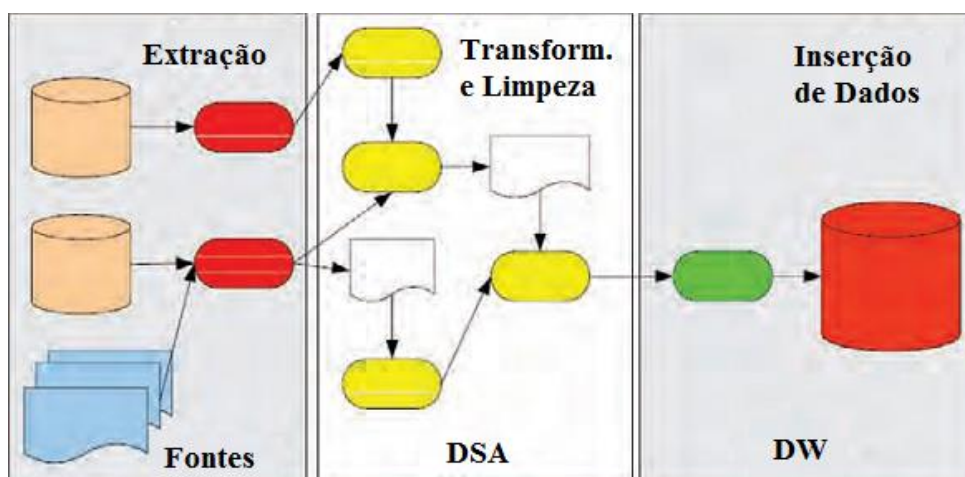 Extração
Transform.
e Limpeza
Inserção
de Dados
Fontes
DSA
DW